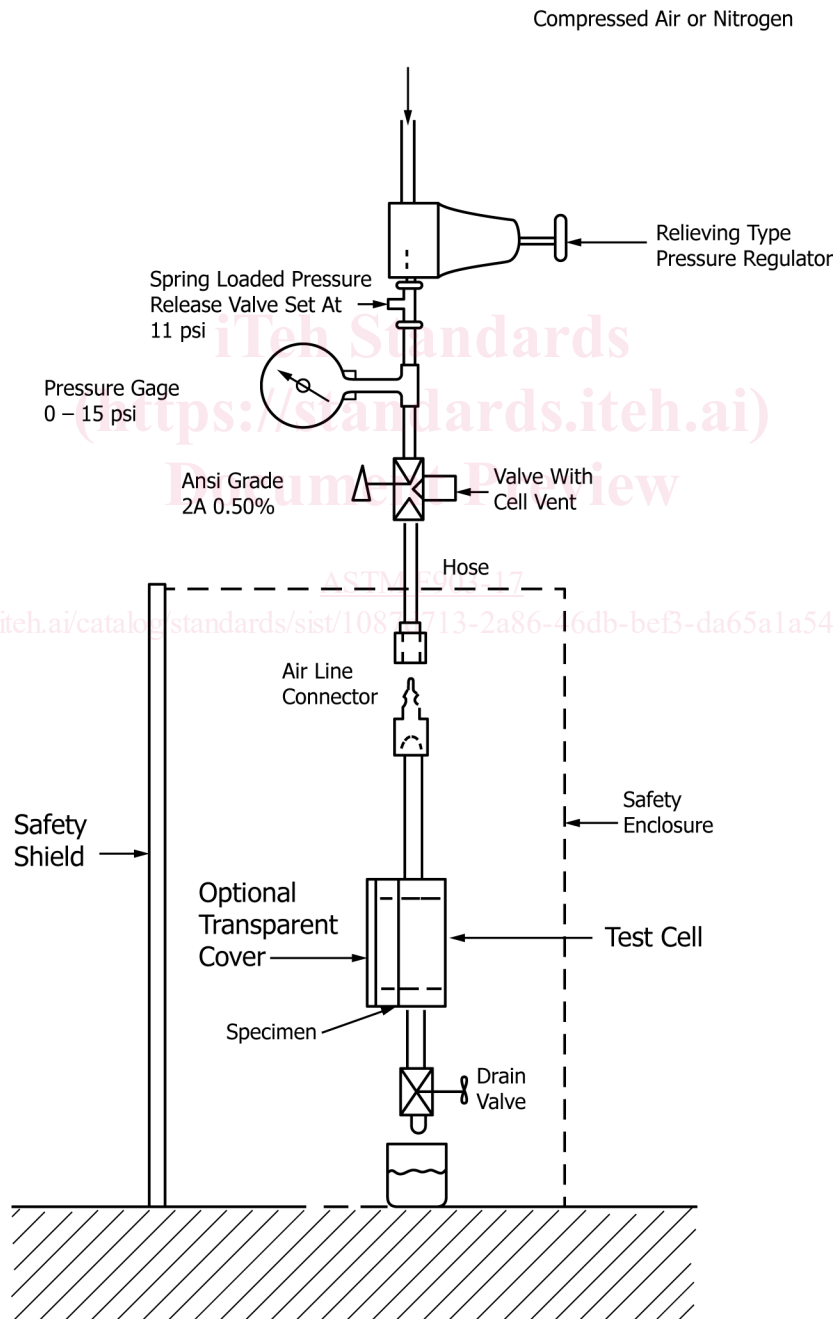 Compressed Air or Nitrogen
Relieving Type
Pressure Regulator
Spring Loaded Pressure
Release Valve Set At
11 psi
iTeh Standards
Pressure Gage
0 – 15 psi
(https://standards.iteh.ai)
Ansi Grade
2A 0.50%
Valve With
Cell Vent
Document Preview
Hose
ASTM F903-17
iteh.ai/catalog/standards/sist/108 713-2a86-46db-bef3-da65a1a54
Air Line
Connector
Safety
Enclosure
Safety
Shield
Optional
Transparent
Cover
Test Cell
Specimen
Drain
Valve